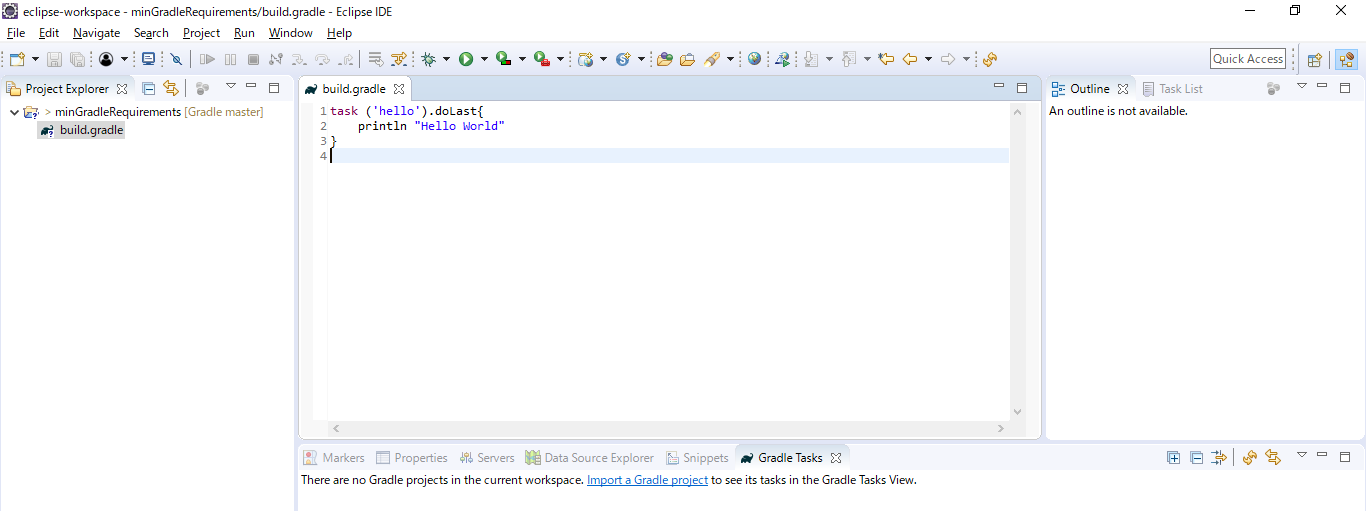 eclipse-workspace - minGradleRequirements/build.gradle - Eclipse IDE
File Edit Navigate Search Project Run Window Help
Quick Access
Project Explorer
> minGradleRequirements [Gradle master]
build.gradle
build.gradle
1 task ('hello').doLast{
2     println "Hello World"
3 }
4
Outline Task List
An outline is not available.
Markers Properties Servers Data Source Explorer Snippets Gradle Tasks
There are no Gradle projects in the current workspace. Import a Gradle project to see its tasks in the Gradle Tasks View.